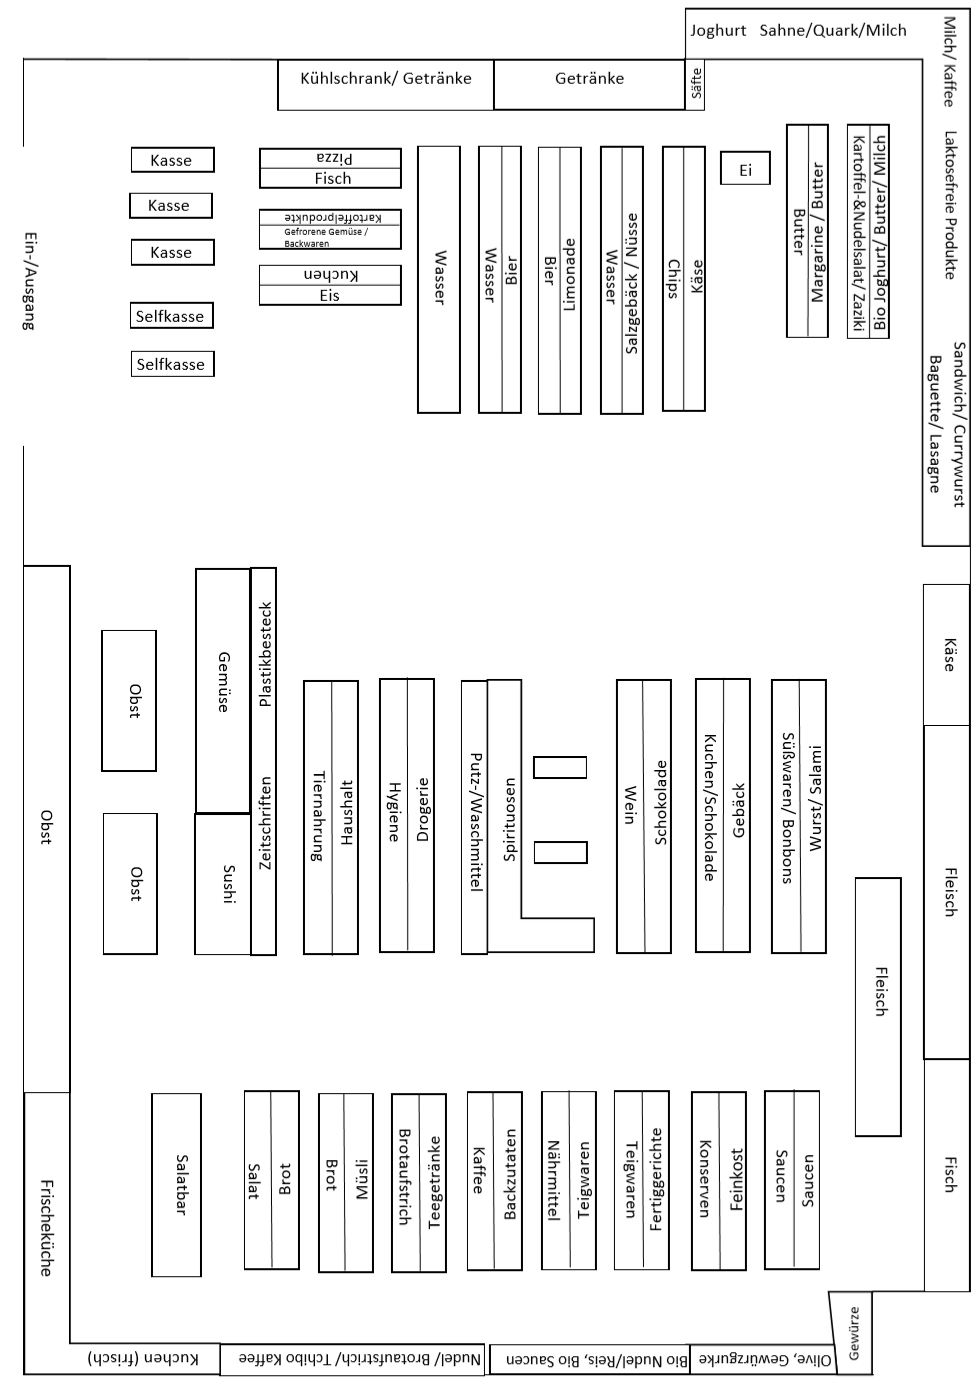 Joghurt Sahne/Quark/Milch
Milch/ Kaffee
Laktosefreie Produkte
Sandwich/ Currywurst
Baguette/ Lasagne
Kühlschrank/ Getränke
Getränke
Säfte
Ein-/Ausgang
Kasse
Kasse
Kasse
Selfkasse
Selfkasse
Pizza
Fisch
Kartoffelprodukte
Gefrorene Gemüse /
Backwaren
Kuchen
Eis
Wasser
Wasser
Bier
Bier
Limonade
Wasser
Salzgebäck / Nüsse
Chips
Käse
Ei
Butter
Margarine / Butter
Kartoffel-&Nudelsalat/ Zaziki
Bio Joghurt/ Butter/ Milch
Obst
Obst
Obst
Gemüse
Sushi
Plastikbesteck
Zeitschriften
Tiernahrung
Haushalt
Hygiene
Drogerie
Putz-/Waschmittel
Spirituosen
Wein
Schokolade
Kuchen/Schokolade
Gebäck
Süßwaren/ Bonbons
Wurst/ Salami
Käse
Fleisch
Fleisch
Fisch
Frischeküche
Salatbar
Salat
Brot
Brot
Müsli
Brotaufstrich
Teegetränke
Kaffee
Backzutaten
Nährmittel
Teigwaren
Teigwaren
Fertiggerichte
Konserven
Feinkost
Saucen
Saucen
Gewürze
Kuchen (frisch)
Nudel/ Brot/ Brotaufstrich/ Tchibo Kaffee
Bio Nudel/Reis, Bio Saucen
Olive, Gewürzgurke